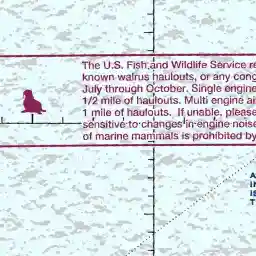 The U.S. Fish and Wildlife Service re
known walrus haulouts, or any cong
July through October. Single engine
1/2 mile of haulouts. Multi engine ai
1 mile of haulouts. If unable, please
sensitive to changes in engine noise
of marine mammals is prohibited by
A
IN
IS
T